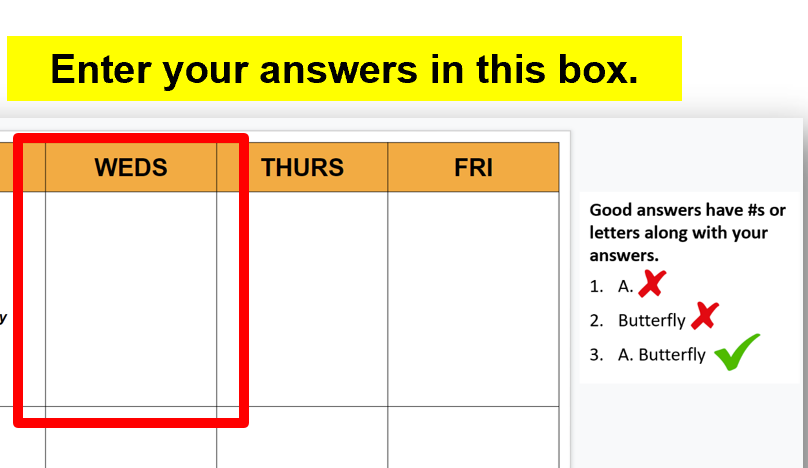 Enter your answers in this box.
WEDS THURS FRI
y
Good answers have #s or
letters along with your
answers.
1. A.
2. Butterfly
3. A. Butterfly